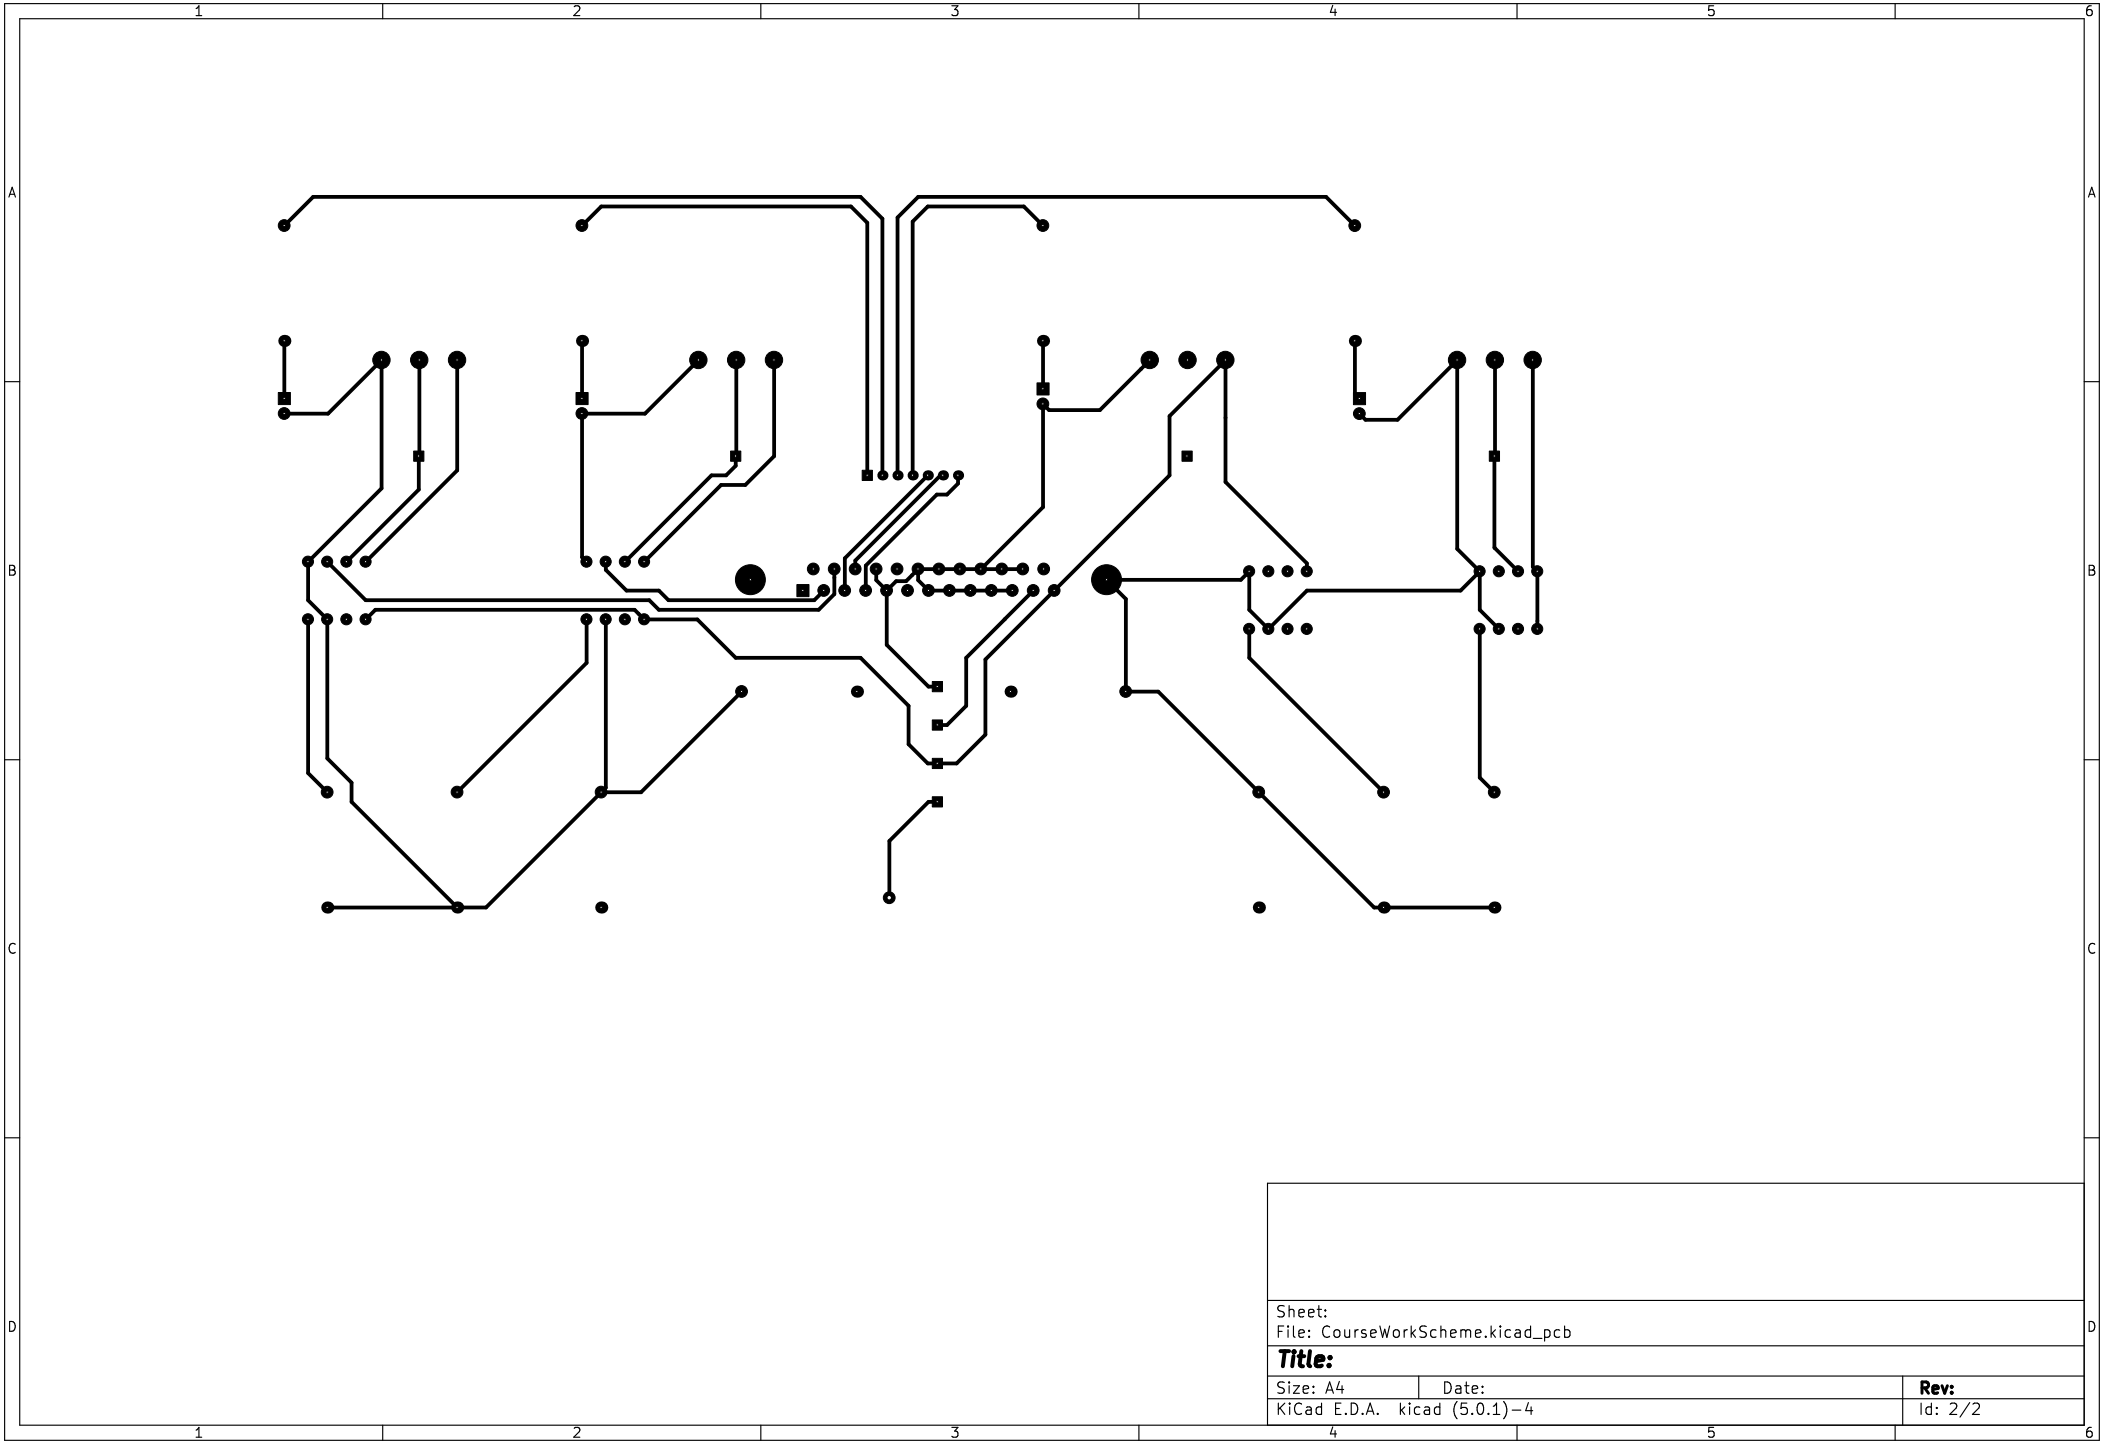 1 2 3 4 5 6
A A
B B
C C
D D
Sheet:
File: CourseWorkScheme.kicad_pcb
Title:
Size: A4 Date: Rev:
KiCad E.D.A. kicad (5.0.1)-4 Id: 2/2
1 2 3 4 5 6